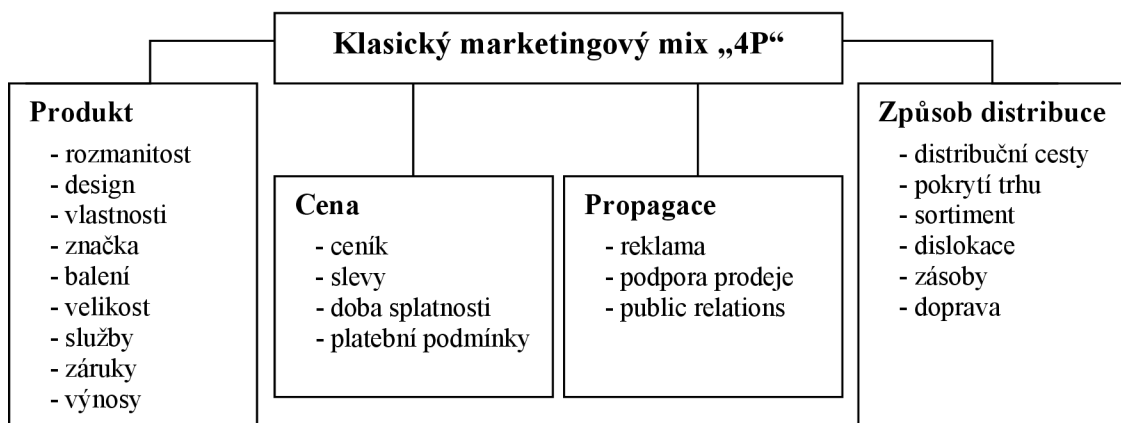 Klasický marketingový mix „4P“
Produkt
- rozmanitost
- design
- vlastnosti
- značka
- balení
- velikost
- služby
- záruky
- výnosy
Cena
- ceník
- slevy
- doba splatnosti
- platební podmínky
Propagace
- reklama
- podpora prodeje
- public relations
Způsob distribuce
- distribuční cesty
- pokrytí trhu
- sortiment
- dislokace
- zásoby
- doprava